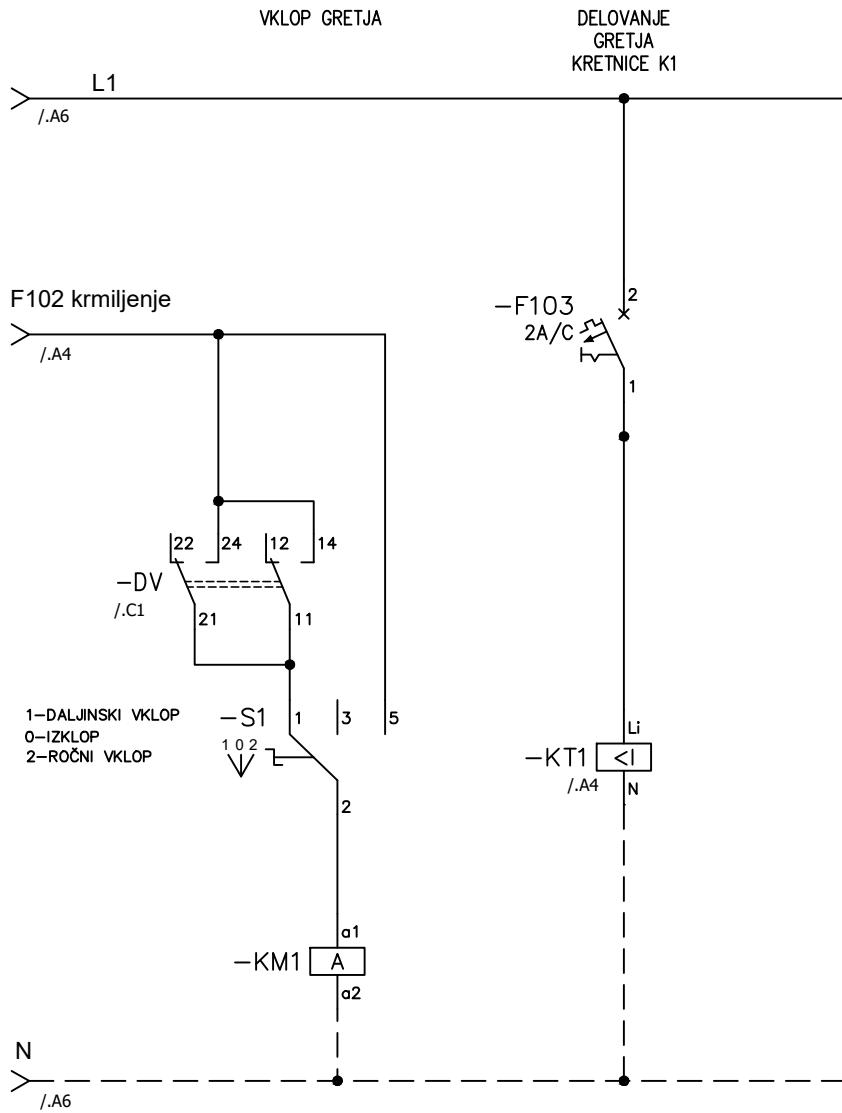 VKLOP GRETJA
DELOVANJE
GRETJA
KRETNICE K1
L1
/.A6
F102 krmiljenje
/.A4
-F103
2A/C
2
1
22
24
12
14
-DV
/.C1
21
11
1-DALJINSKI VKLOP
0-IZKLOP
2-ROČNI VKLOP
-S1
1
3
5
1 0 2
2
Li
-KT1
<I
/.A4
N
a1
-KM1
A
a2
N
/.A6